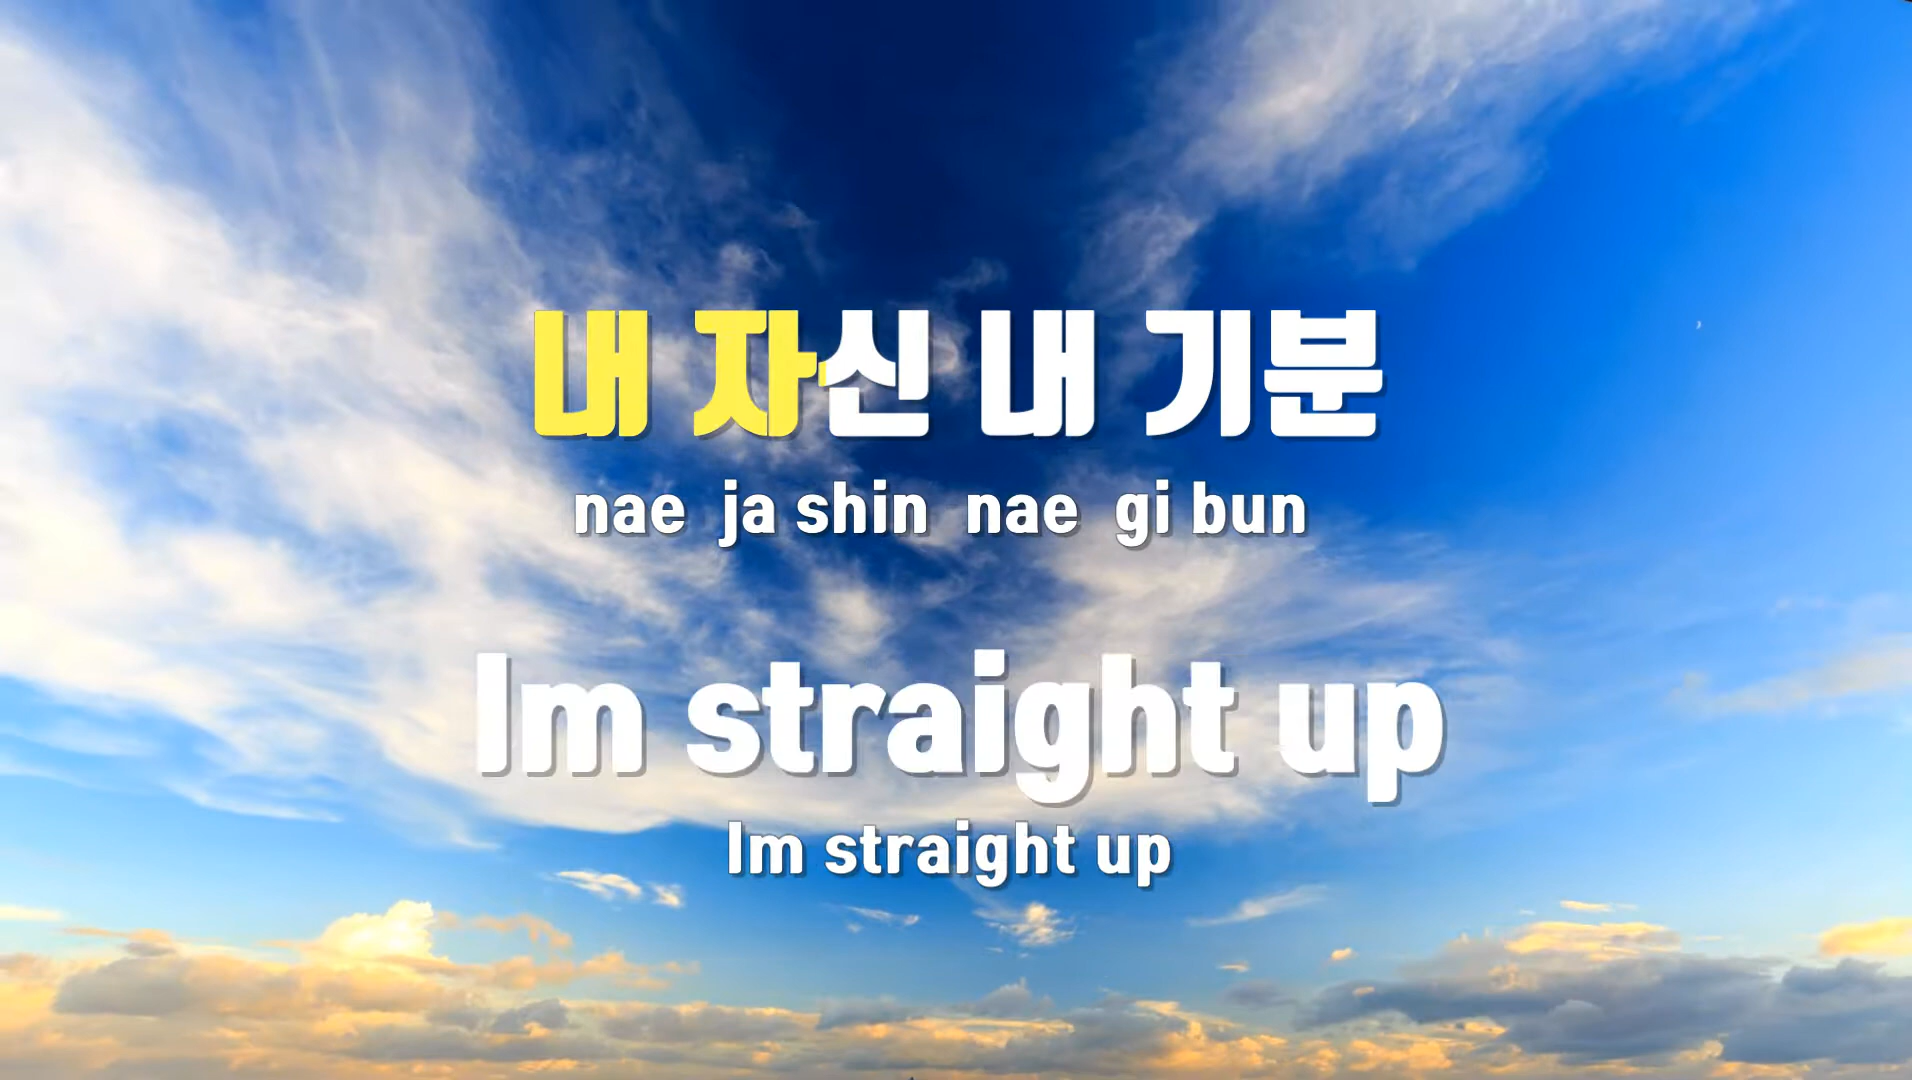 내 자신 내 기분
nae ja shin nae gi bun
Im straight up
Im straight up